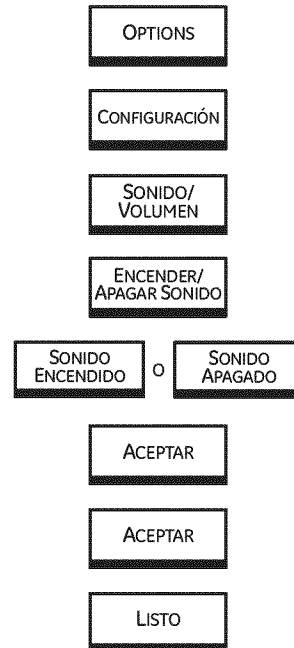 OPTIONS
CONFIGURACIÓN
SONIDO/
VOLUMEN
ENCENDER/
APAGAR SONIDO
SONIDO
ENCENDIDO
O
SONIDO
APAGADO
ACEPTAR
ACEPTAR
LISTO